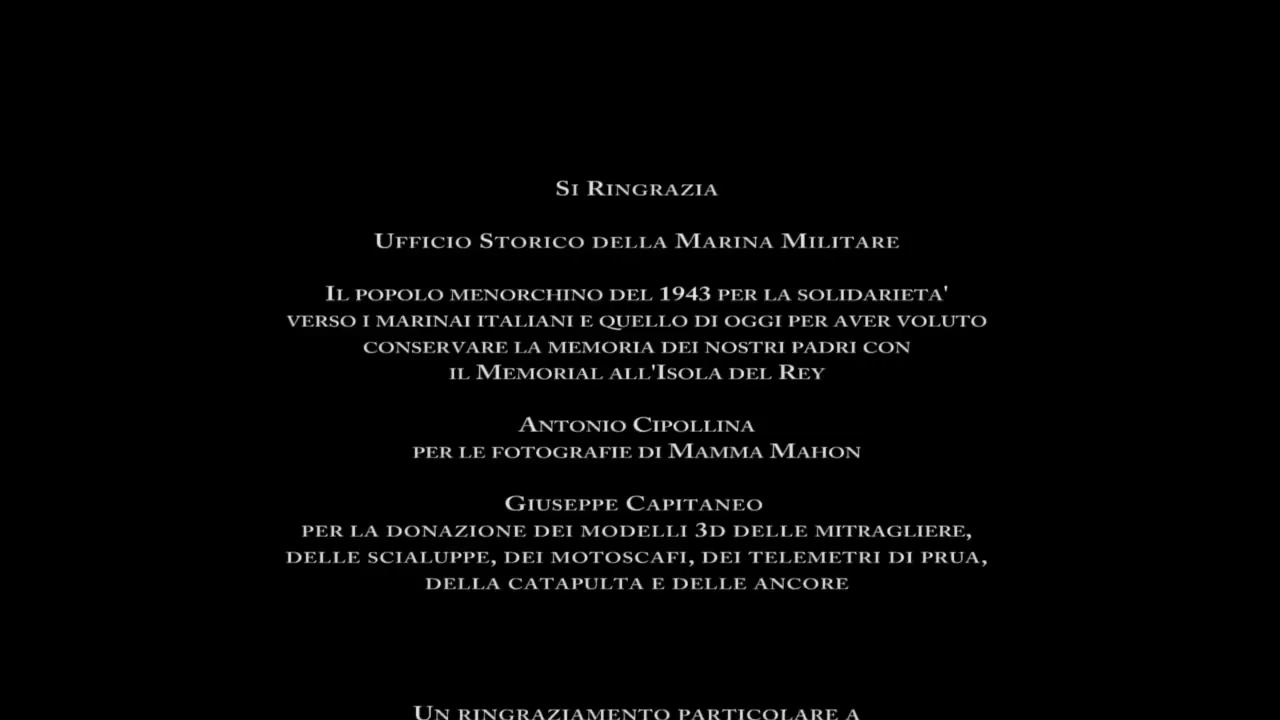 Si Ringrazia
Ufficio Storico della Marina Militare
Il popolo menorchino del 1943 per la solidarieta'
verso i marinai italiani e quello di oggi per aver voluto
conservare la memoria dei nostri padri con
il Memorial all'Isola del Rey
Antonio Cipollina
per le fotografie di Mamma Mahon
Giuseppe Capitaneo
per la donazione dei modelli 3d delle mitragliere,
delle scialuppe, dei motoscafi, dei telemetri di prua,
della catapulta e delle ancore
Un ringraziamento particolare a